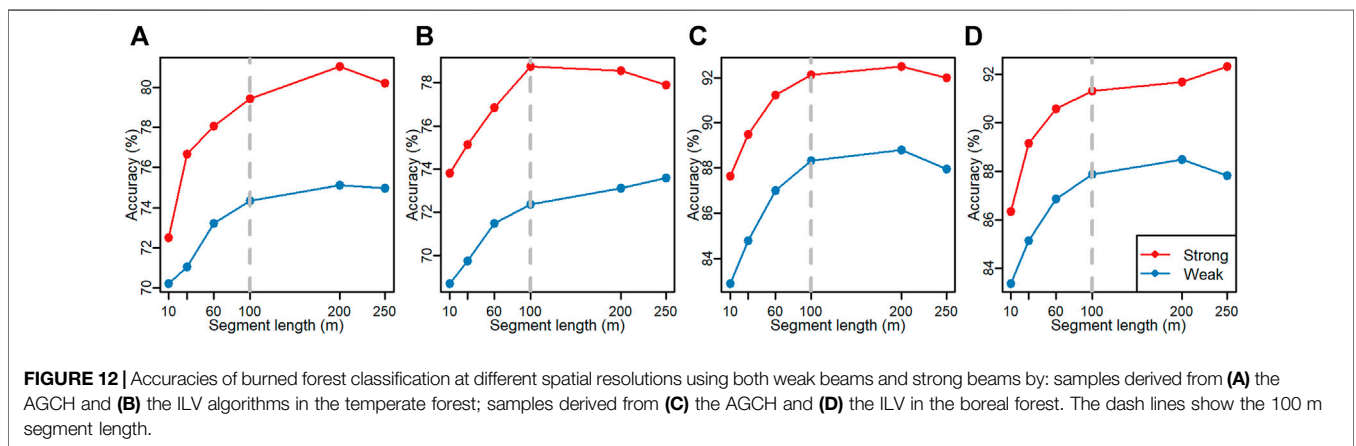 A
B
C
D
Accuracy (%)
70 72 74 76 78 80
10 60 100 200 250
Segment length (m)
Accuracy (%)
70 72 74 76 78
10 60 100 200 250
Segment length (m)
Accuracy (%)
84 86 88 90 92
10 60 100 200 250
Segment length (m)
Accuracy (%)
84 86 88 90 92
10 60 100 200 250
Segment length (m)
Strong
Weak
FIGURE 12 | Accuracies of burned forest classification at different spatial resolutions using both weak beams and strong beams by: samples derived from (A) the
AGCH and (B) the ILV algorithms in the temperate forest; samples derived from (C) the AGCH and (D) the ILV in the boreal forest. The dash lines show the 100 m
segment length.